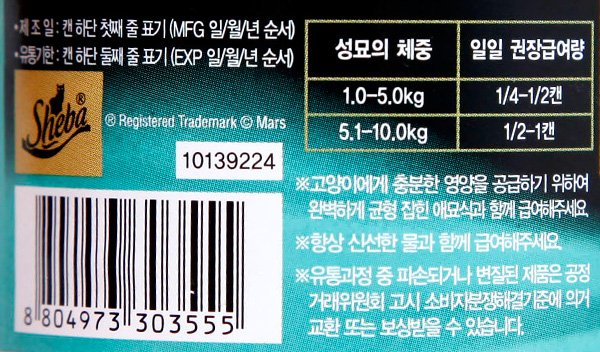 • 제 조 일 : 캔 하단 첫째 줄 표기 (MFG 일/월/년 순서)
• 유통기한 : 캔 하단 둘째 줄 표기 (EXP 일/월/년 순서)
Sheba®
® Registered Trademark © Mars
10139224
8 804973 303555
성묘의 체중 일일 권장급여량
1.0–5.0kg 1/4–1/2캔
5.1–10.0kg 1/2–1캔
※고양이에게 충분한 영양을 공급하기 위하여
완벽하게 균형 잡힌 애묘식과 함께 급여해주세요.
※항상 신선한 물과 함께 급여해주세요.
※유통과정 중 파손되거나 변질된 제품은 공정
거래위원회 고시 소비자분쟁해결기준에 의거
교환 또는 보상받을 수 있습니다.